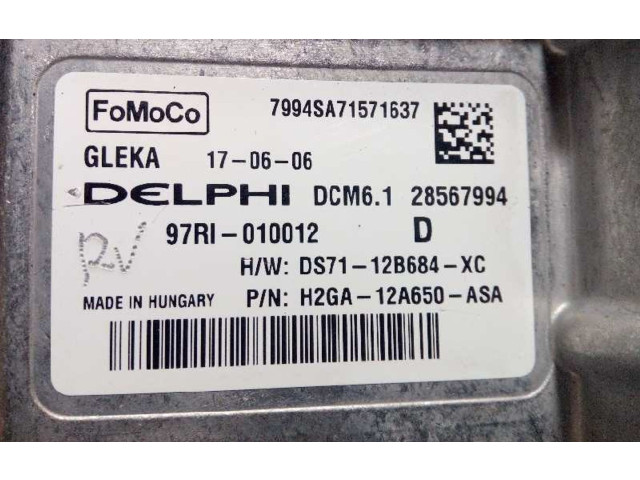 FoMoCo 7994SA71571637
GLEKA 17-06-06
DELPHI DCM6.1 28567994
97RI-010012 D
RV
H/W: DS71-12B684-XC
MADE IN HUNGARY P/N: H2GA-12A650-ASA